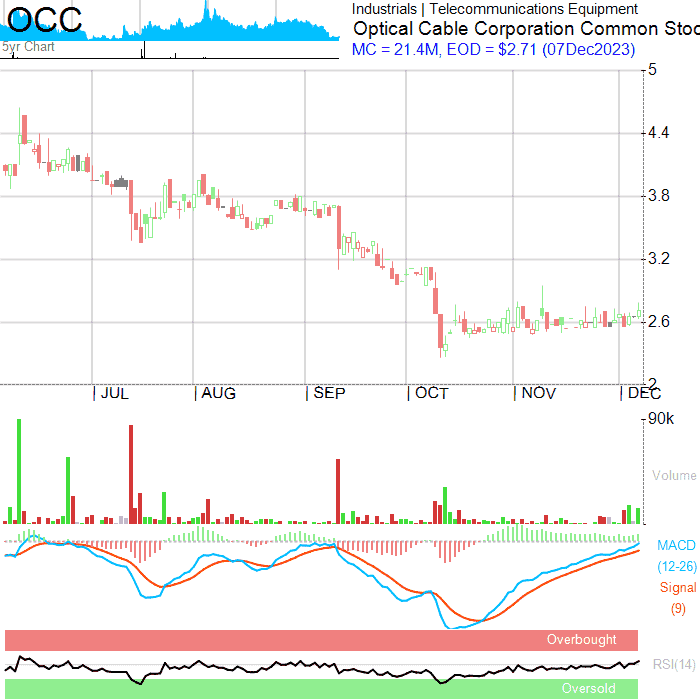 OCC
5yr Chart
Industrials | Telecommunications Equipment
Optical Cable Corporation Common Stoc
MC = 21.4M, EOD = $2.71 (07Dec2023)
5
4.4
3.8
3.2
2.6
2
JUL
AUG
SEP
OCT
NOV
DEC
90k
Volume
MACD
(12-26)
Signal
(9)
Overbought
RSI(14)
Oversold